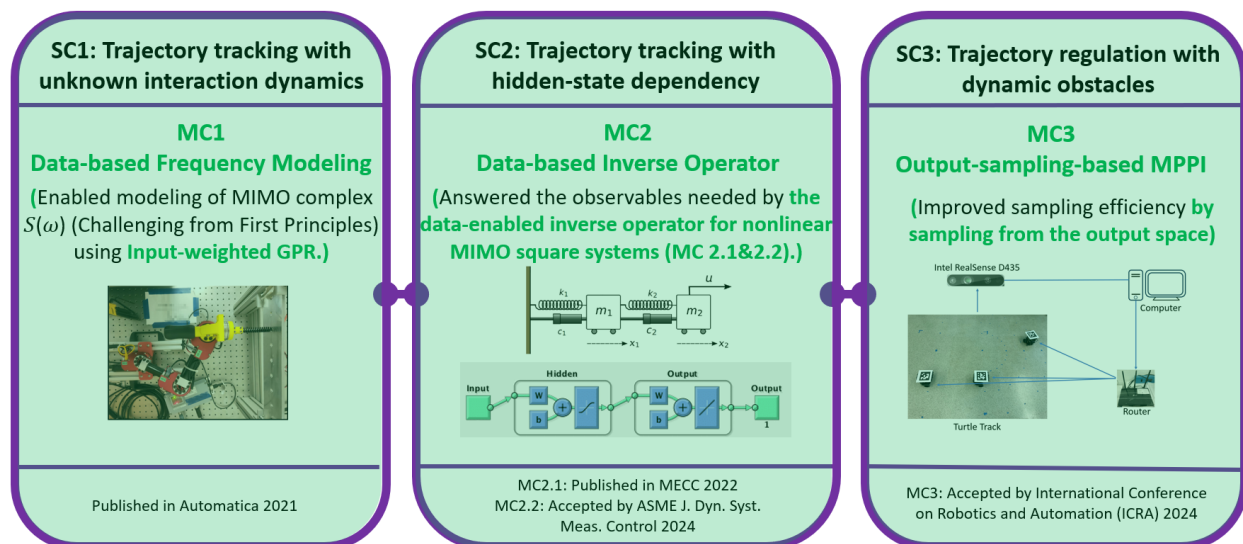 SC1: Trajectory tracking with
unknown interaction dynamics
MC1
Data-based Frequency Modeling
(Enabled modeling of MIMO complex
S(ω) (Challenging from First Principles)
using Input-weighted GPR.)
Published in Automatica 2021
SC2: Trajectory tracking with
hidden-state dependency
MC2
Data-based Inverse Operator
(Answered the observables needed by the
data-enabled inverse operator for nonlinear
MIMO square systems (MC 2.1&2.2).)
u
k₁
k₂
m₁
m₂
c₁
c₂
x₁
x₂
Hidden
Output
Input
Output
W
W
b
b
1
MC2.1: Published in MECC 2022
MC2.2: Accepted by ASME J. Dyn. Syst.
Meas. Control 2024
SC3: Trajectory regulation with
dynamic obstacles
MC3
Output-sampling-based MPPI
(Improved sampling efficiency by
sampling from the output space)
Intel RealSense D435
Computer
Router
Turtle Track
MC3: Accepted by International Conference
on Robotics and Automation (ICRA) 2024